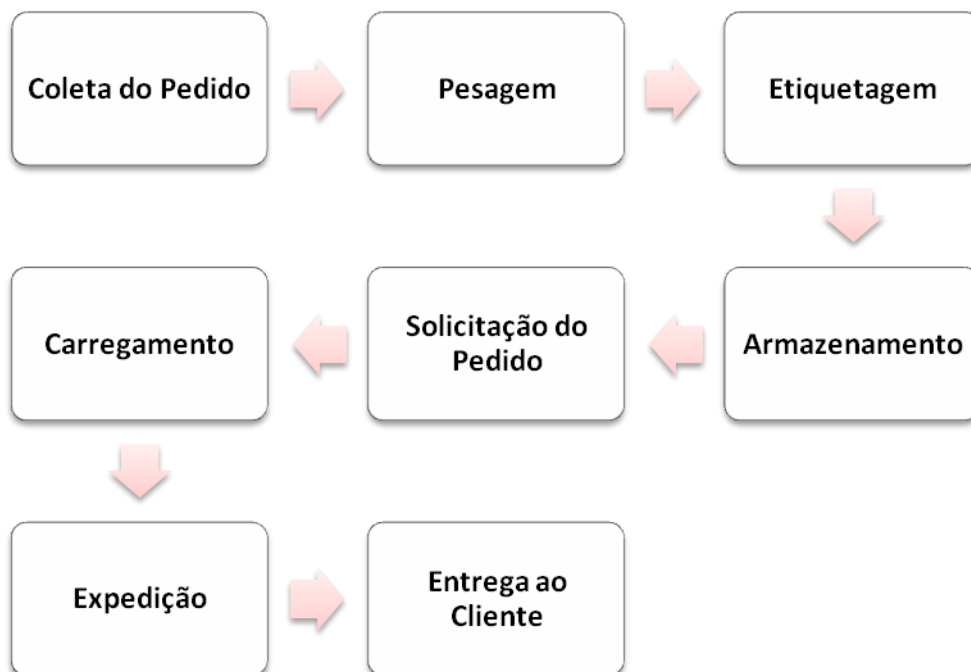 Coleta do Pedido
Pesagem
Etiquetagem
Armazenamento
Solicitação do
Pedido
Carregamento
Expedição
Entrega ao
Cliente